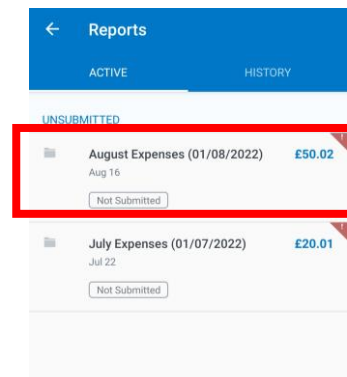 Reports
ACTIVE HISTORY
UNSUBMITTED
August Expenses (01/08/2022) £50.02
Aug 16
Not Submitted
July Expenses (01/07/2022) £20.01
Jul 22
Not Submitted